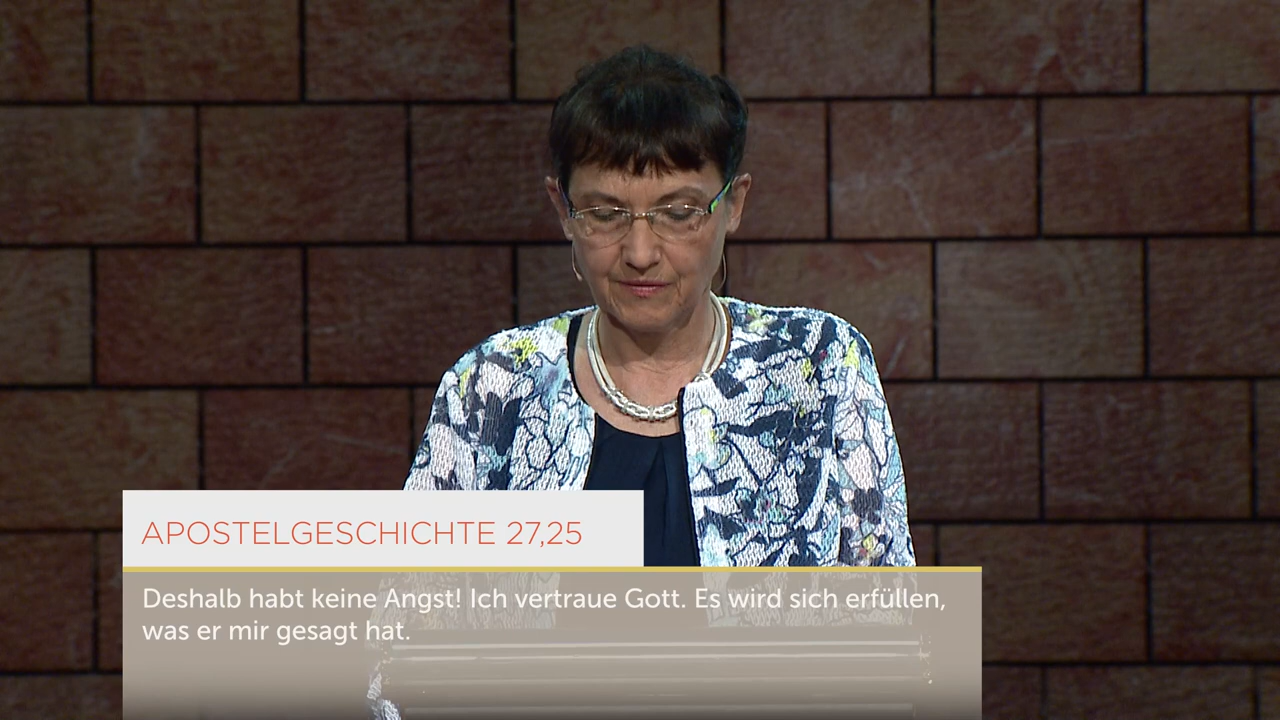 APOSTELGESCHICHTE 27,25
Deshalb habt keine Angst! Ich vertraue Gott. Es wird sich erfüllen,
was er mir gesagt hat.